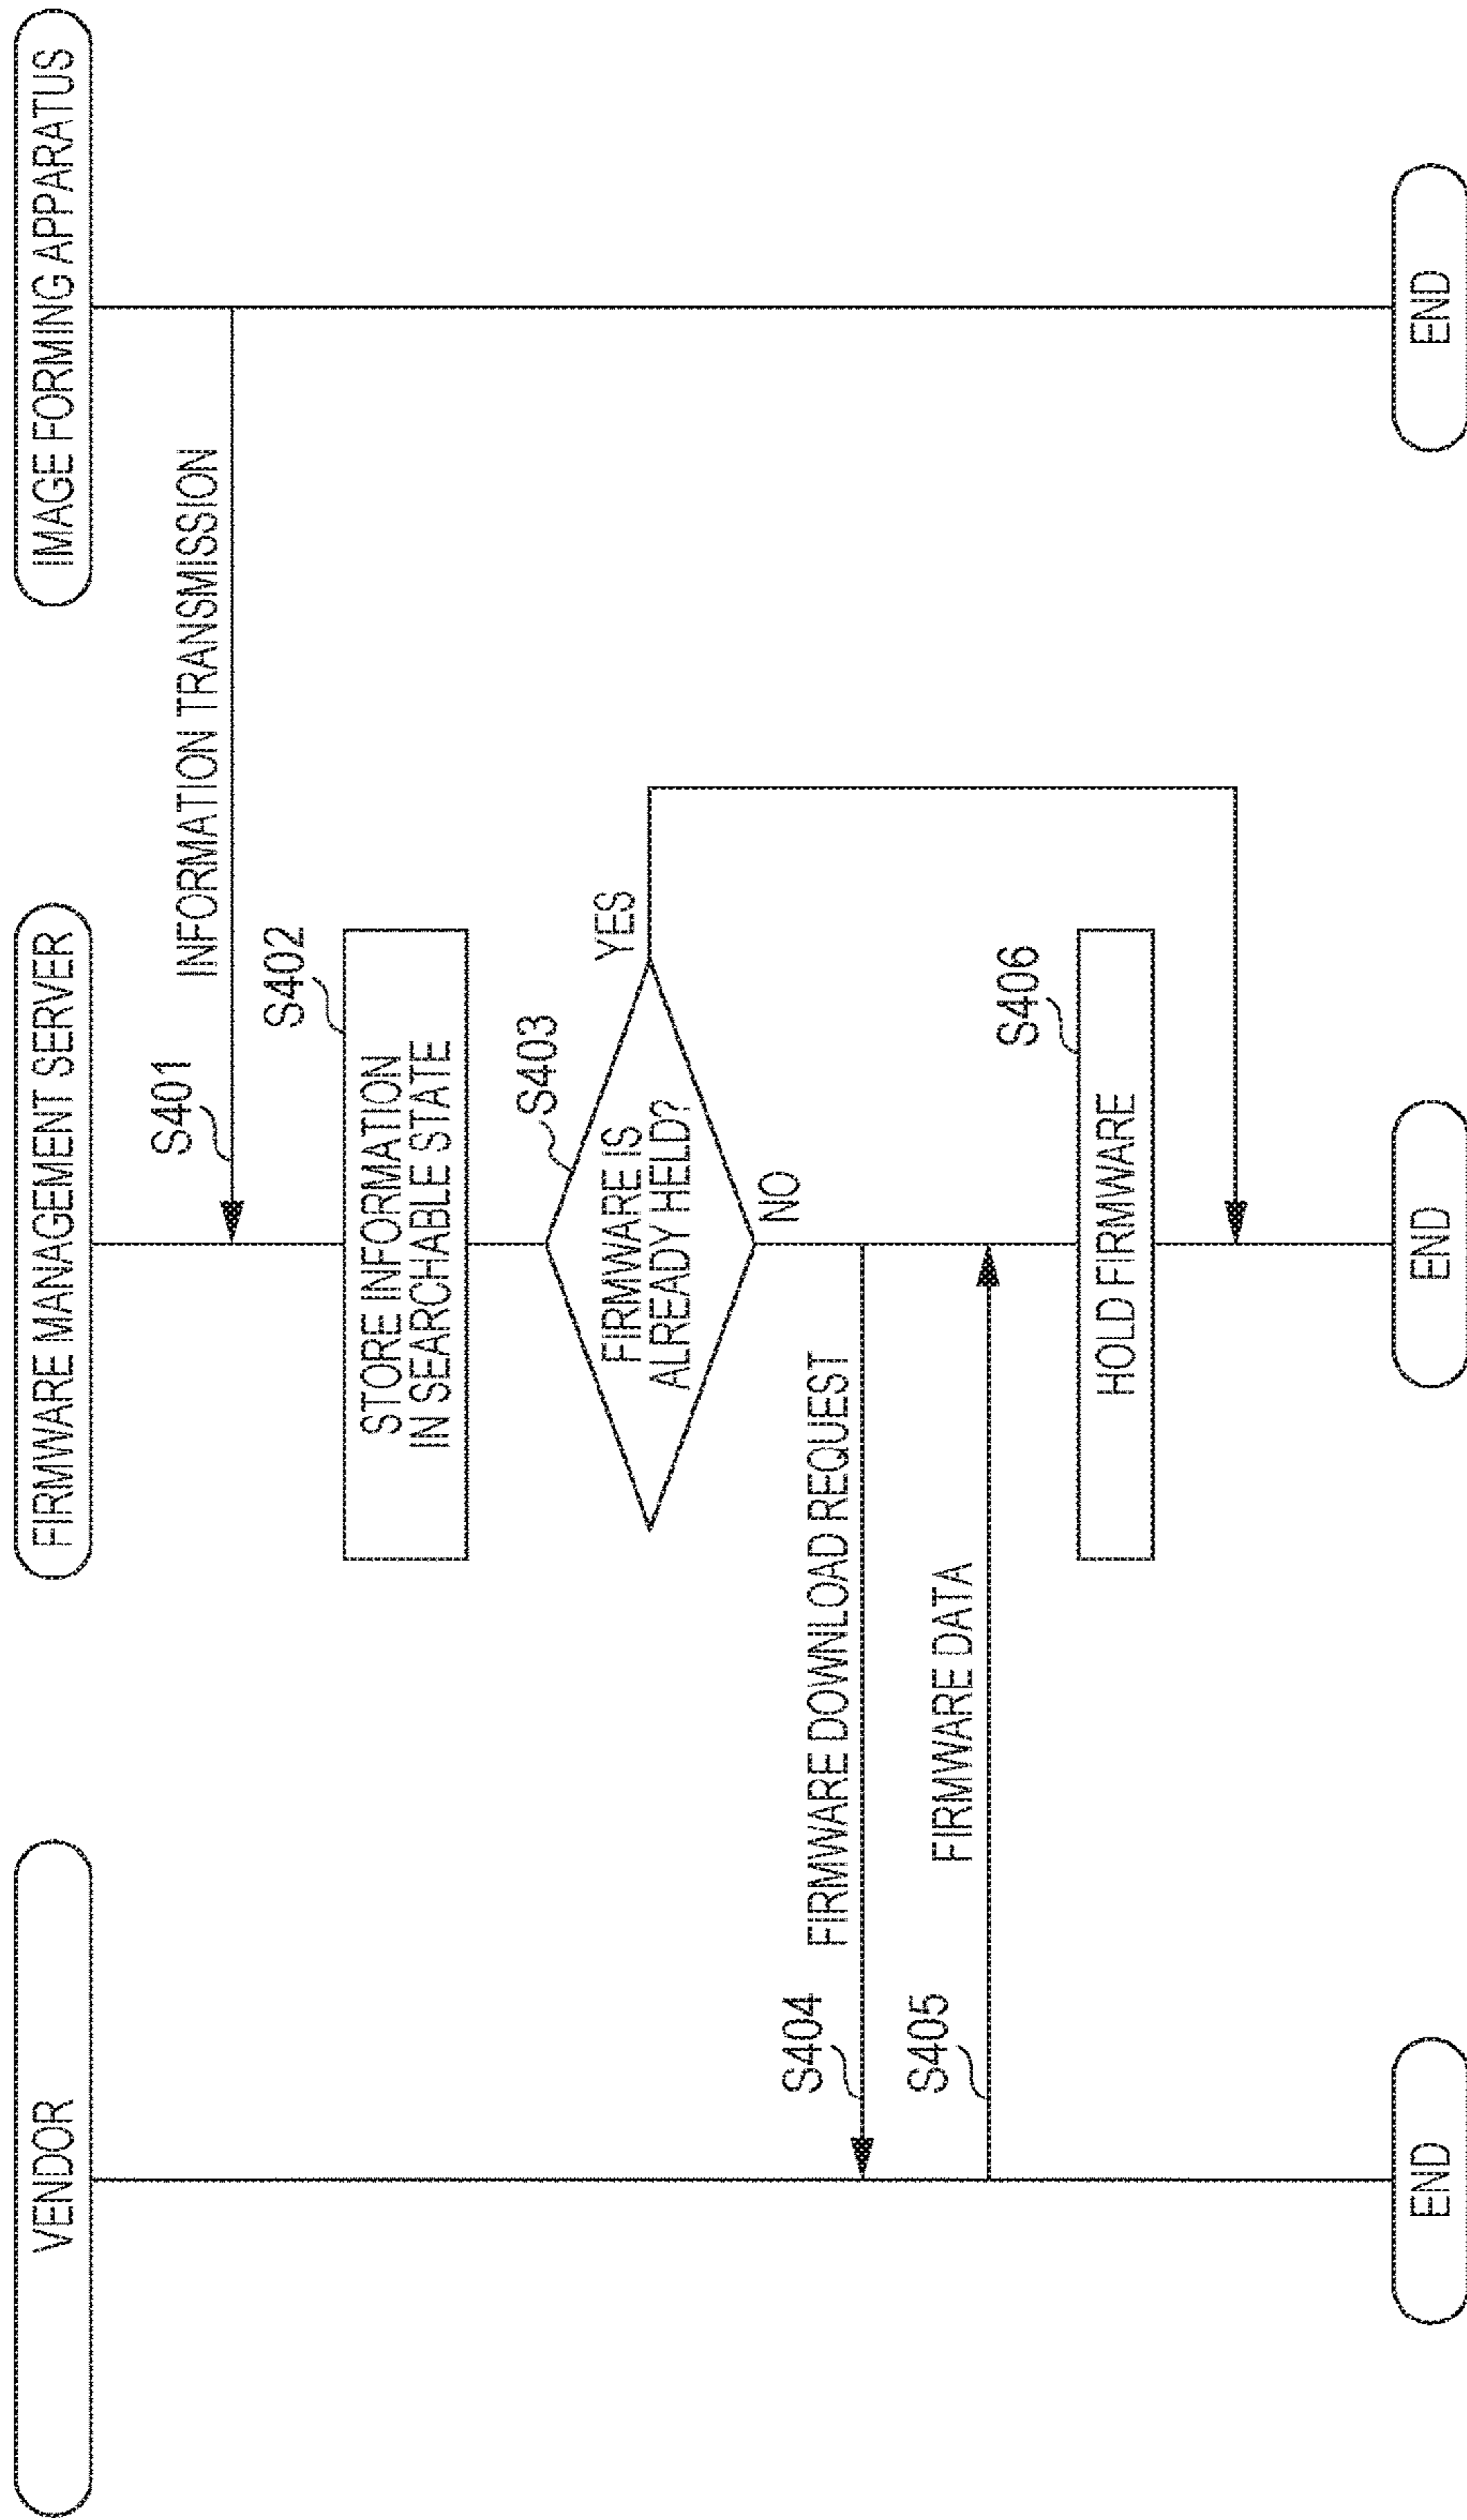 VENDOR
FIRMWARE MANAGEMENT SERVER
IMAGE FORMING APPARATUS
S401
INFORMATION TRANSMISSION
S402
STORE INFORMATION
IN SEARCHABLE STATE
S403
FIRMWARE IS
ALREADY HELD?
YES
NO
S404
FIRMWARE DOWNLOAD REQUEST
S405
FIRMWARE DATA
S406
HOLD FIRMWARE
END
END
END